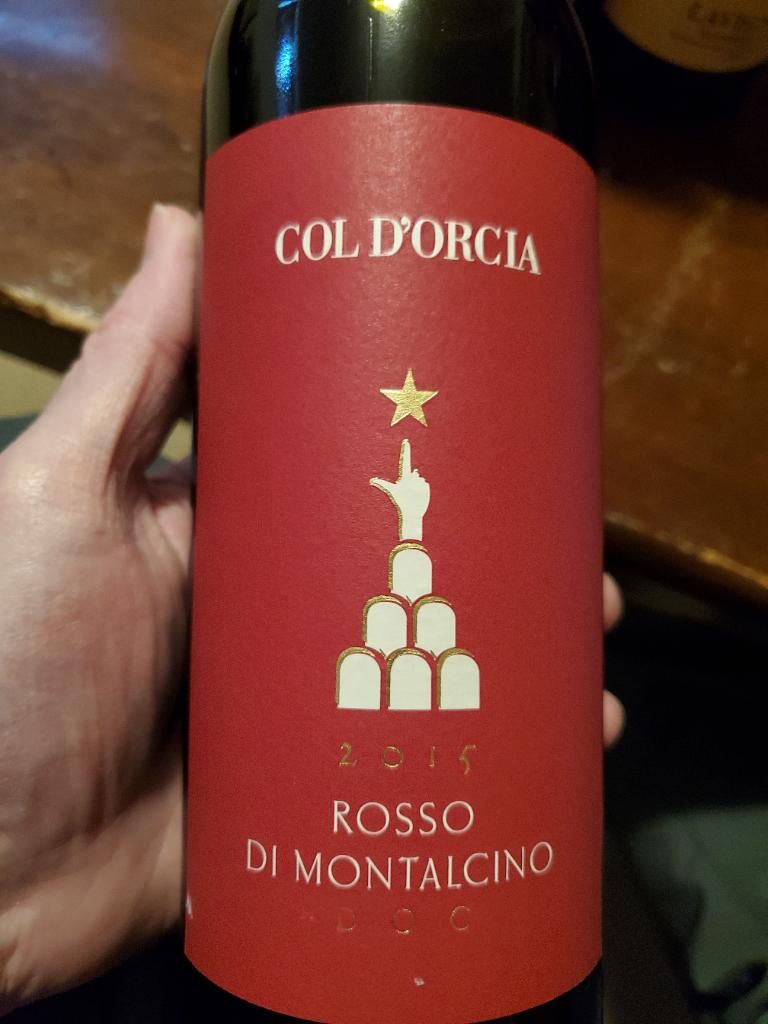 COL D'ORCIA
2015
ROSSO
DI MONTALCINO
DOC